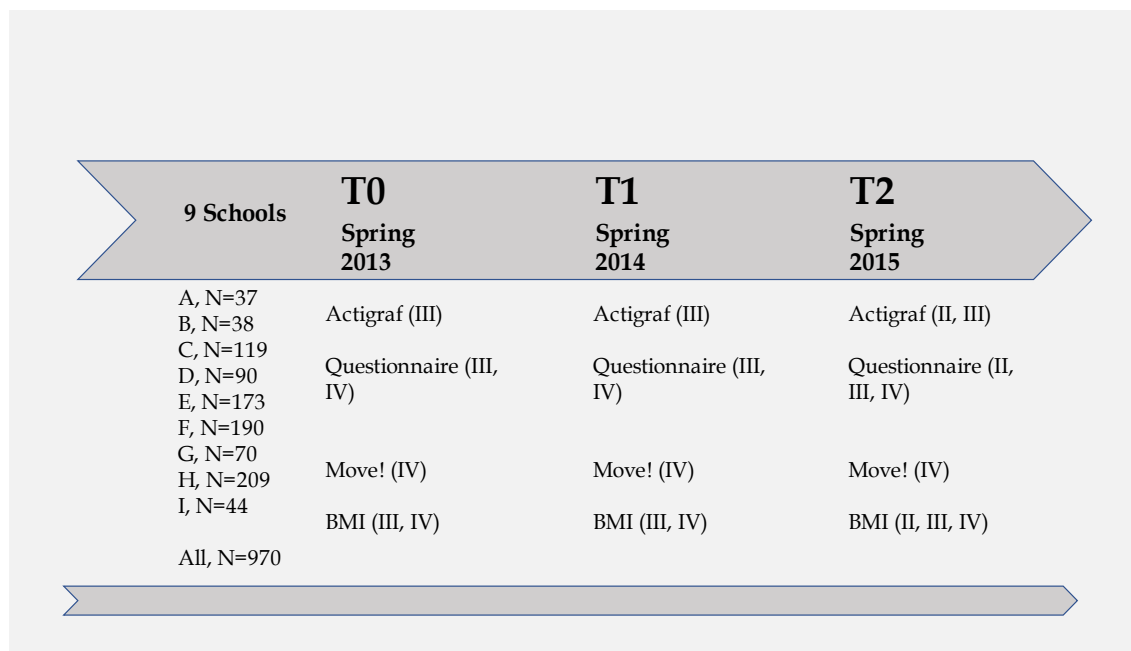 9 Schools
T0
Spring
2013
T1
Spring
2014
T2
Spring
2015
A, N=37
B, N=38
C, N=119
D, N=90
E, N=173
F, N=190
G, N=70
H, N=209
I, N=44
All, N=970
Actigraf (III)
Questionnaire (III,
IV)
Move! (IV)
BMI (III, IV)
Actigraf (III)
Questionnaire (III,
IV)
Move! (IV)
BMI (III, IV)
Actigraf (II, III)
Questionnaire (II,
III, IV)
Move! (IV)
BMI (II, III, IV)